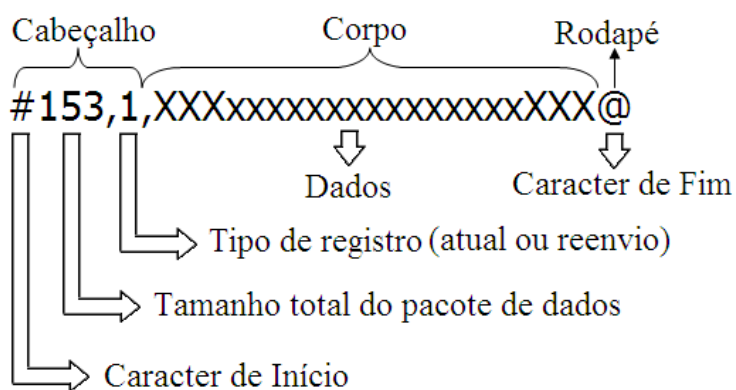 Cabeçalho Corpo Rodapé
#153,1,XXXxxxxxxxxxxxxxxxxxXXX@
Dados Caracter de Fim
Tipo de registro (atual ou reenvio)
Tamanho total do pacote de dados
Caracter de Início